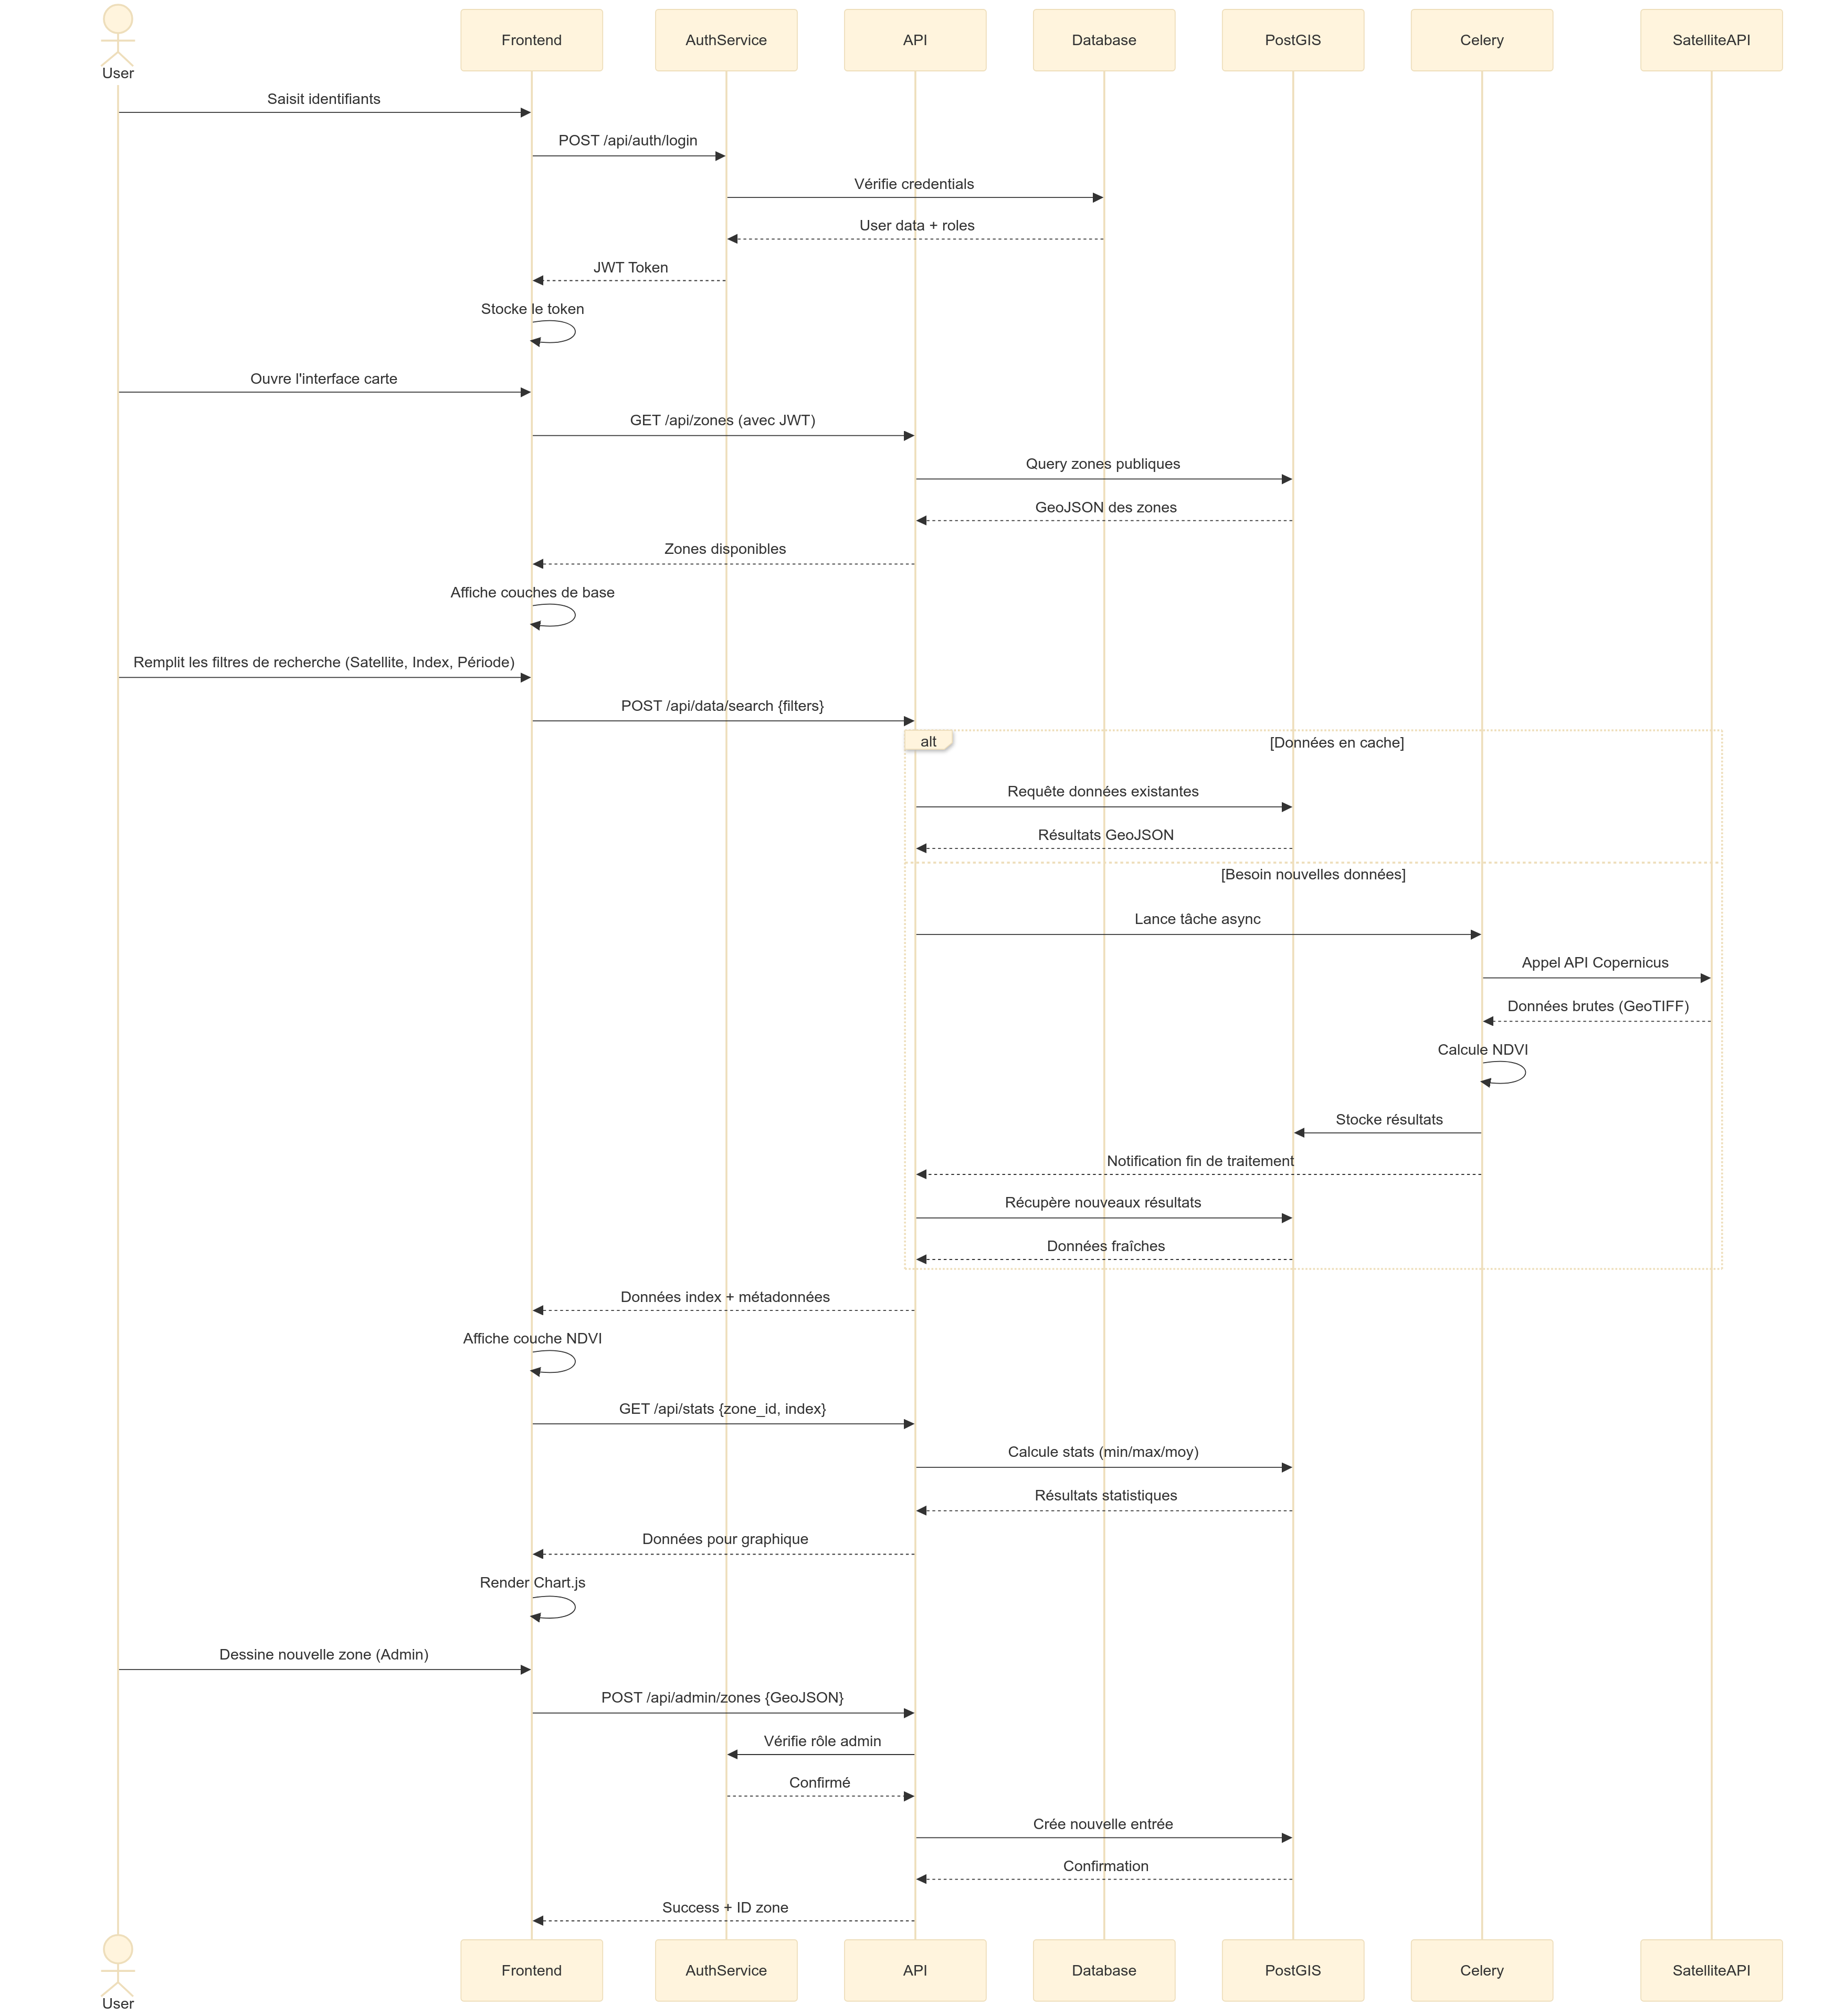 User
Frontend
AuthService
API
Database
PostGIS
Celery
SatelliteAPI
Saisit identifiants
POST /api/auth/login
Vérifie credentials
User data + roles
JWT Token
Stocke le token
Ouvre l'interface carte
GET /api/zones (avec JWT)
Query zones publiques
GeoJSON des zones
Zones disponibles
Affiche couches de base
Remplit les filtres de recherche (Satellite, Index, Période)
POST /api/data/search {filters}
alt
[Données en cache]
Requête données existantes
Résultats GeoJSON
[Besoin nouvelles données]
Lance tâche async
Appel API Copernicus
Données brutes (GeoTIFF)
Calcule NDVI
Stocke résultats
Notification fin de traitement
Récupère nouveaux résultats
Données fraîches
Données index + métadonnées
Affiche couche NDVI
GET /api/stats {zone_id, index}
Calcule stats (min/max/moy)
Résultats statistiques
Données pour graphique
Render Chart.js
Dessine nouvelle zone (Admin)
POST /api/admin/zones {GeoJSON}
Vérifie rôle admin
Confirmé
Crée nouvelle entrée
Confirmation
Success + ID zone
User
Frontend
AuthService
API
Database
PostGIS
Celery
SatelliteAPI